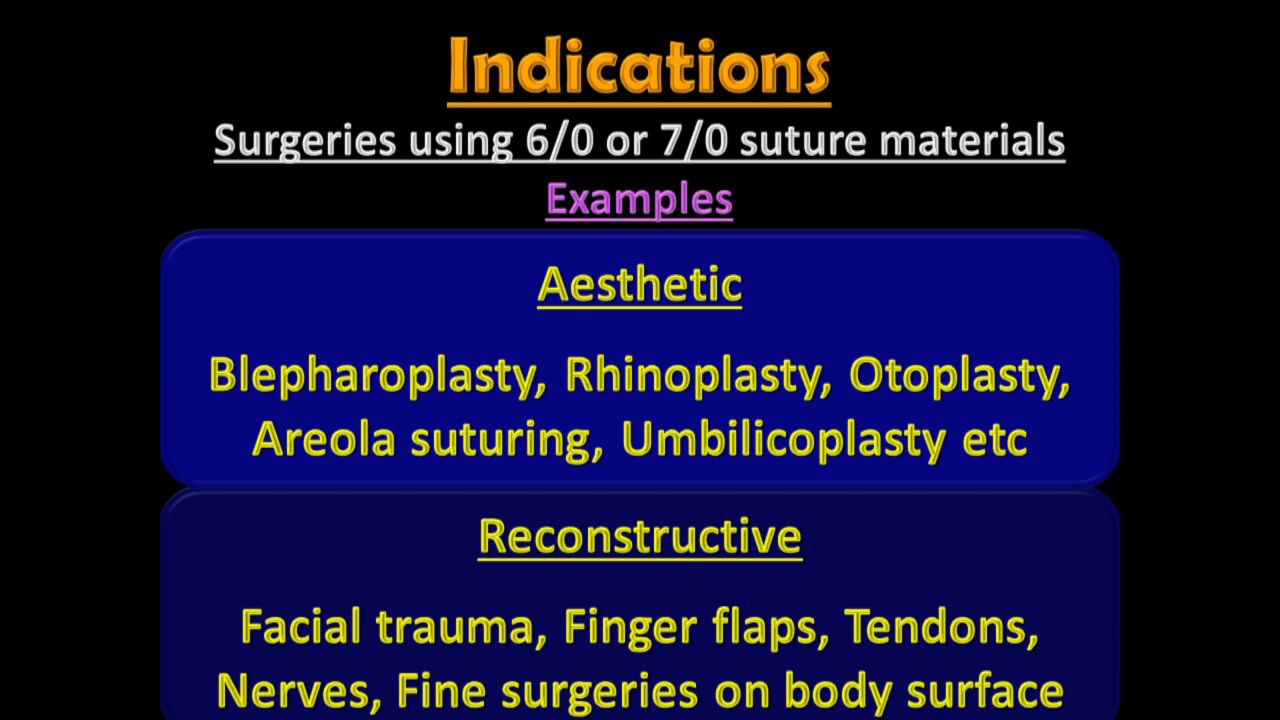 Indications
Surgeries using 6/0 or 7/0 suture materials
Examples
Aesthetic
Blepharoplasty, Rhinoplasty, Otoplasty,
Areola suturing, Umbilicoplasty etc
Reconstructive
Facial trauma, Finger flaps, Tendons,
Nerves, Fine surgeries on body surface